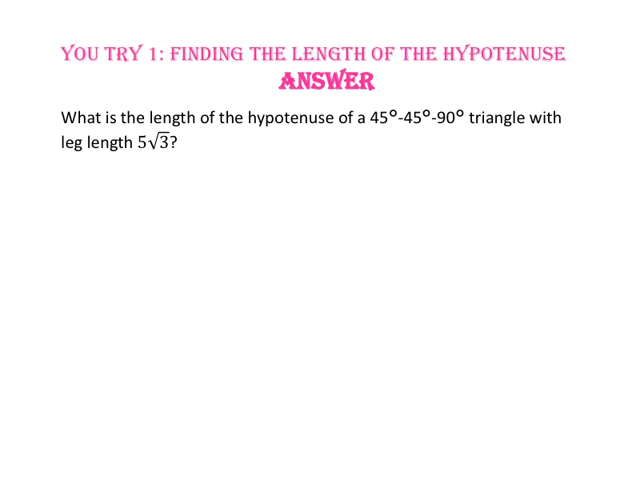 YOU TRY 1: FINDING THE LENGTH OF THE HYPOTENUSE
ANSWER
What is the length of the hypotenuse of a 45°-45°-90° triangle with
leg length 5√3?